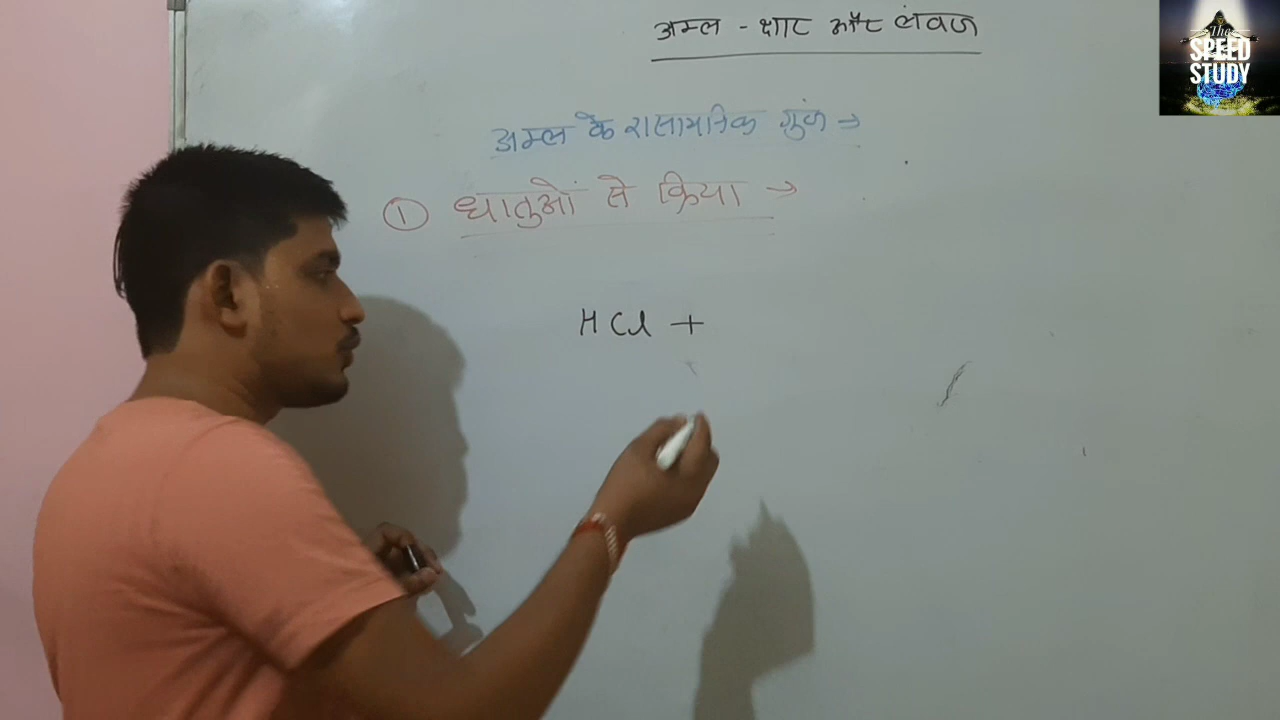 अम्ल - क्षार और लवण
The
SPEED
STUDY
अम्ल के रासायनिक गुण →
① धातुओं से क्रिया →
HCl +